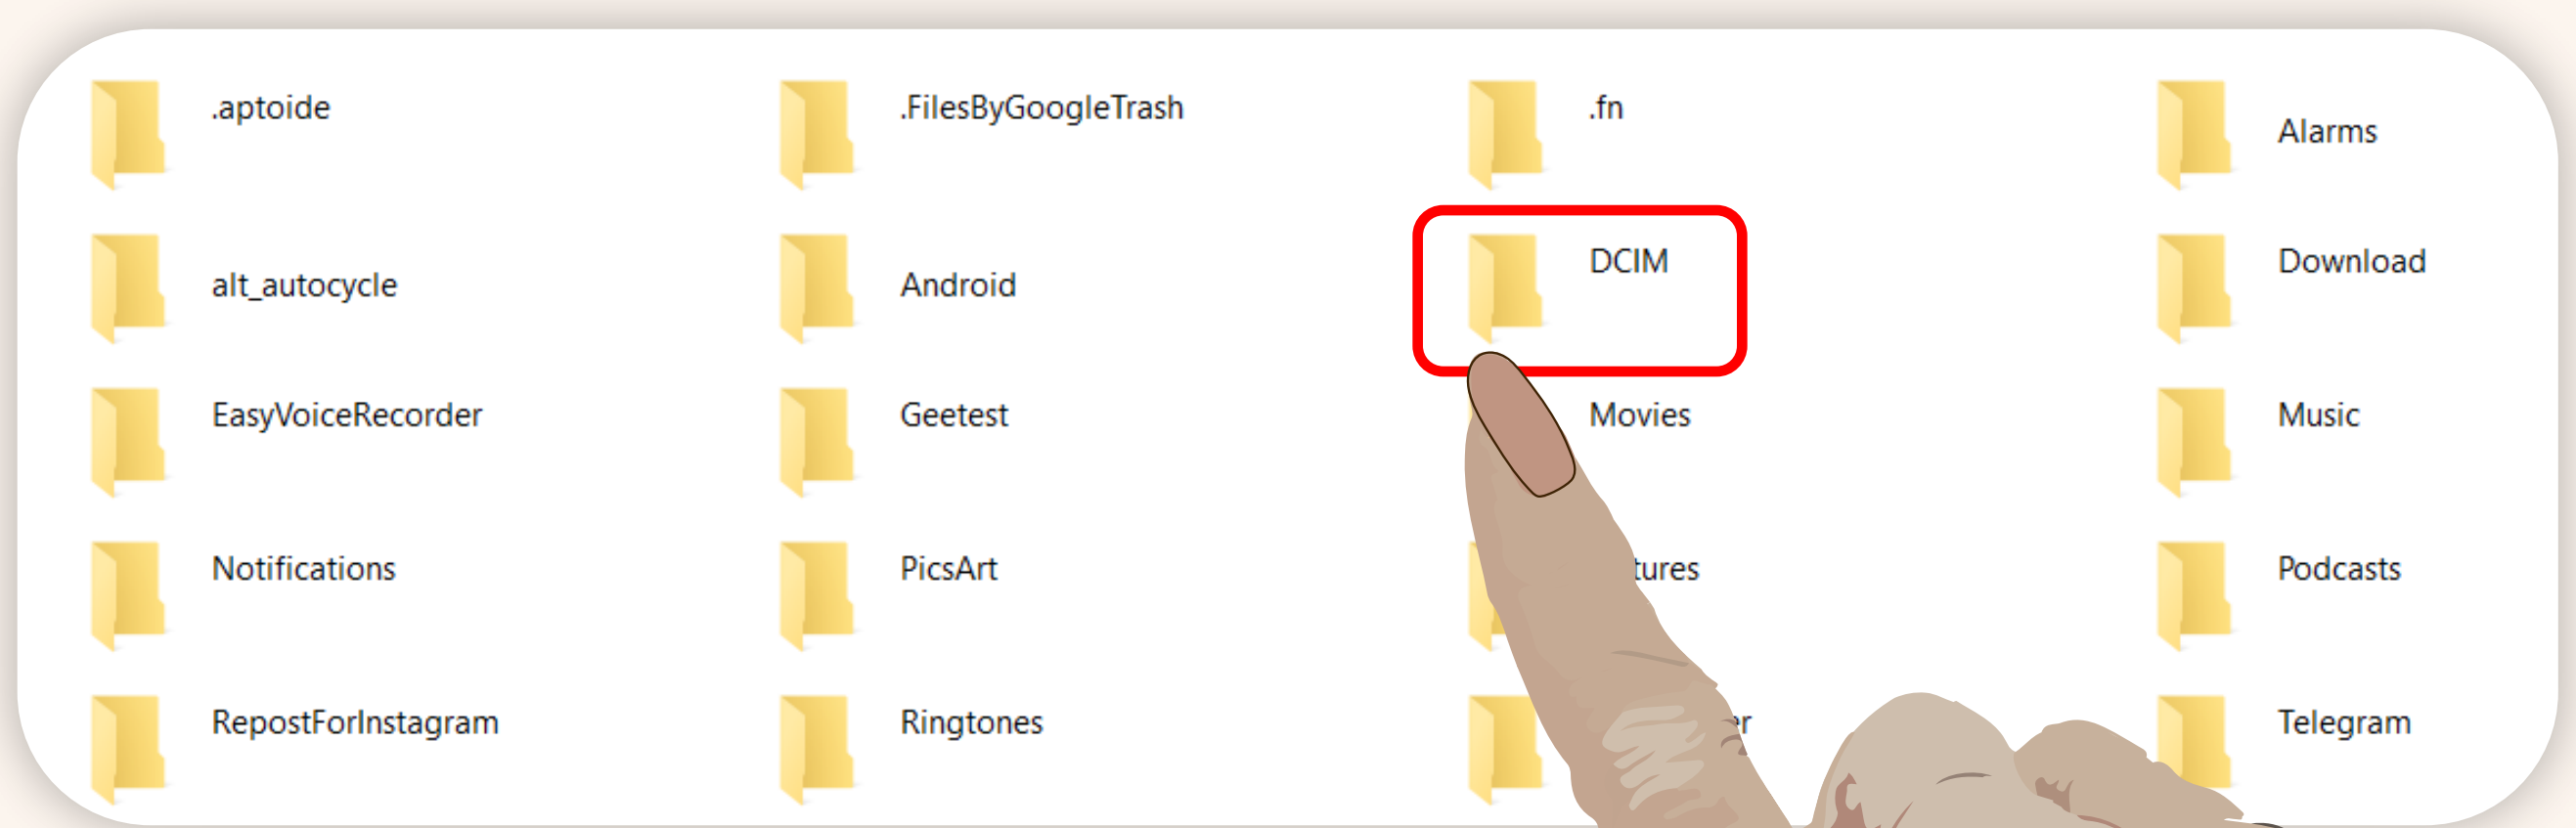 .aptoide
.FilesByGoogleTrash
.fn
Alarms
alt_autocycle
Android
DCIM
Download
EasyVoiceRecorder
Geetest
Movies
Music
Notifications
PicsArt
Podcasts
RepostForInstagram
Ringtones
Telegram